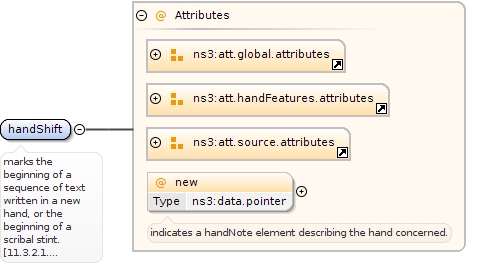 @ Attributes
ns3:att.global.attributes
ns3:att.handFeatures.attributes
handShift
ns3:att.source.attributes
marks the
beginning of a
sequence of text
written in a new
hand, or the
beginning of a
scribal stint.
[11.3.2.1....
@ new
Type ns3:data.pointer
indicates a handNote element describing the hand concerned.